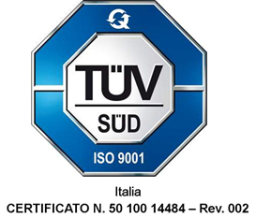 TÜV
SÜD
ISO 9001
Italia
CERTIFICATO N. 50 100 14484 – Rev. 002